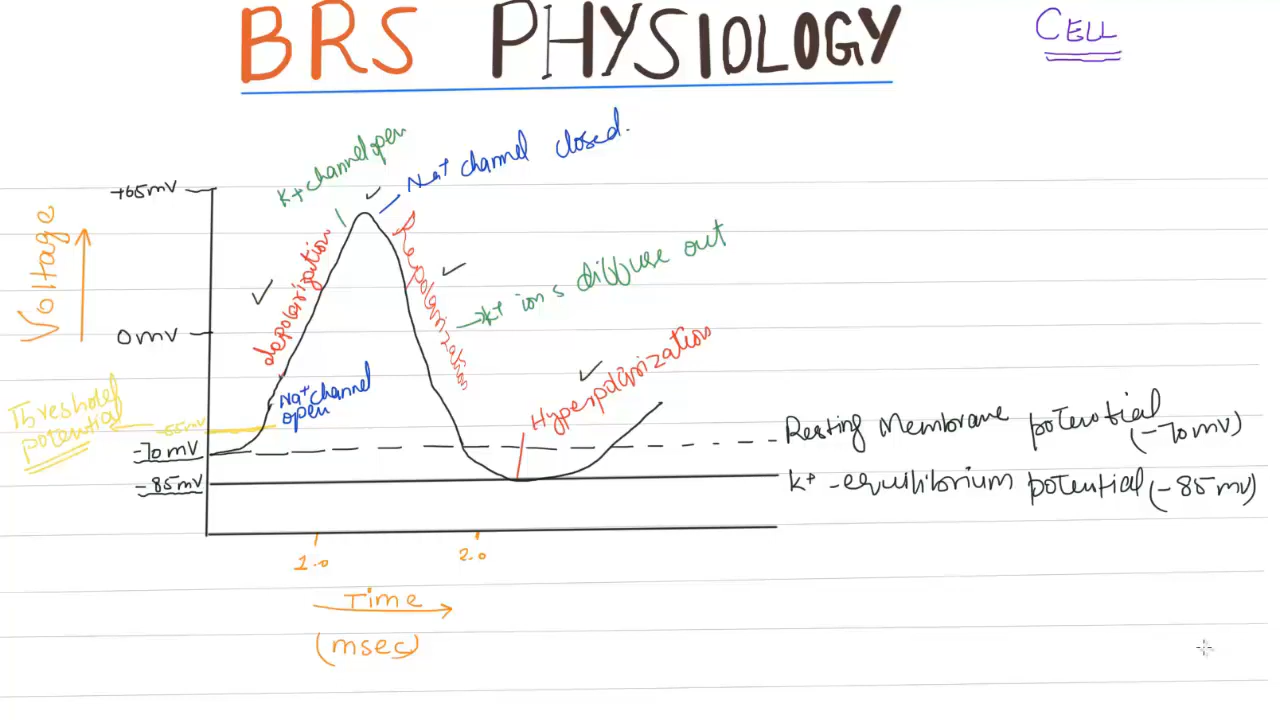 BRS PHYSIOLOGY
CELL
K+ channel open
Na+ channel closed.
+65mV
Voltage
depolarization
Repolarization
K+ ions diffuse out
0mV
Na+ channel
open
Hyperpolarization
Threshold
potential
-55mV
-70mV
-85mV
Resting Membrane potential
(-70mV)
K+ -equilibrium potential (-85mV)
1.0
2.0
Time
(msec)